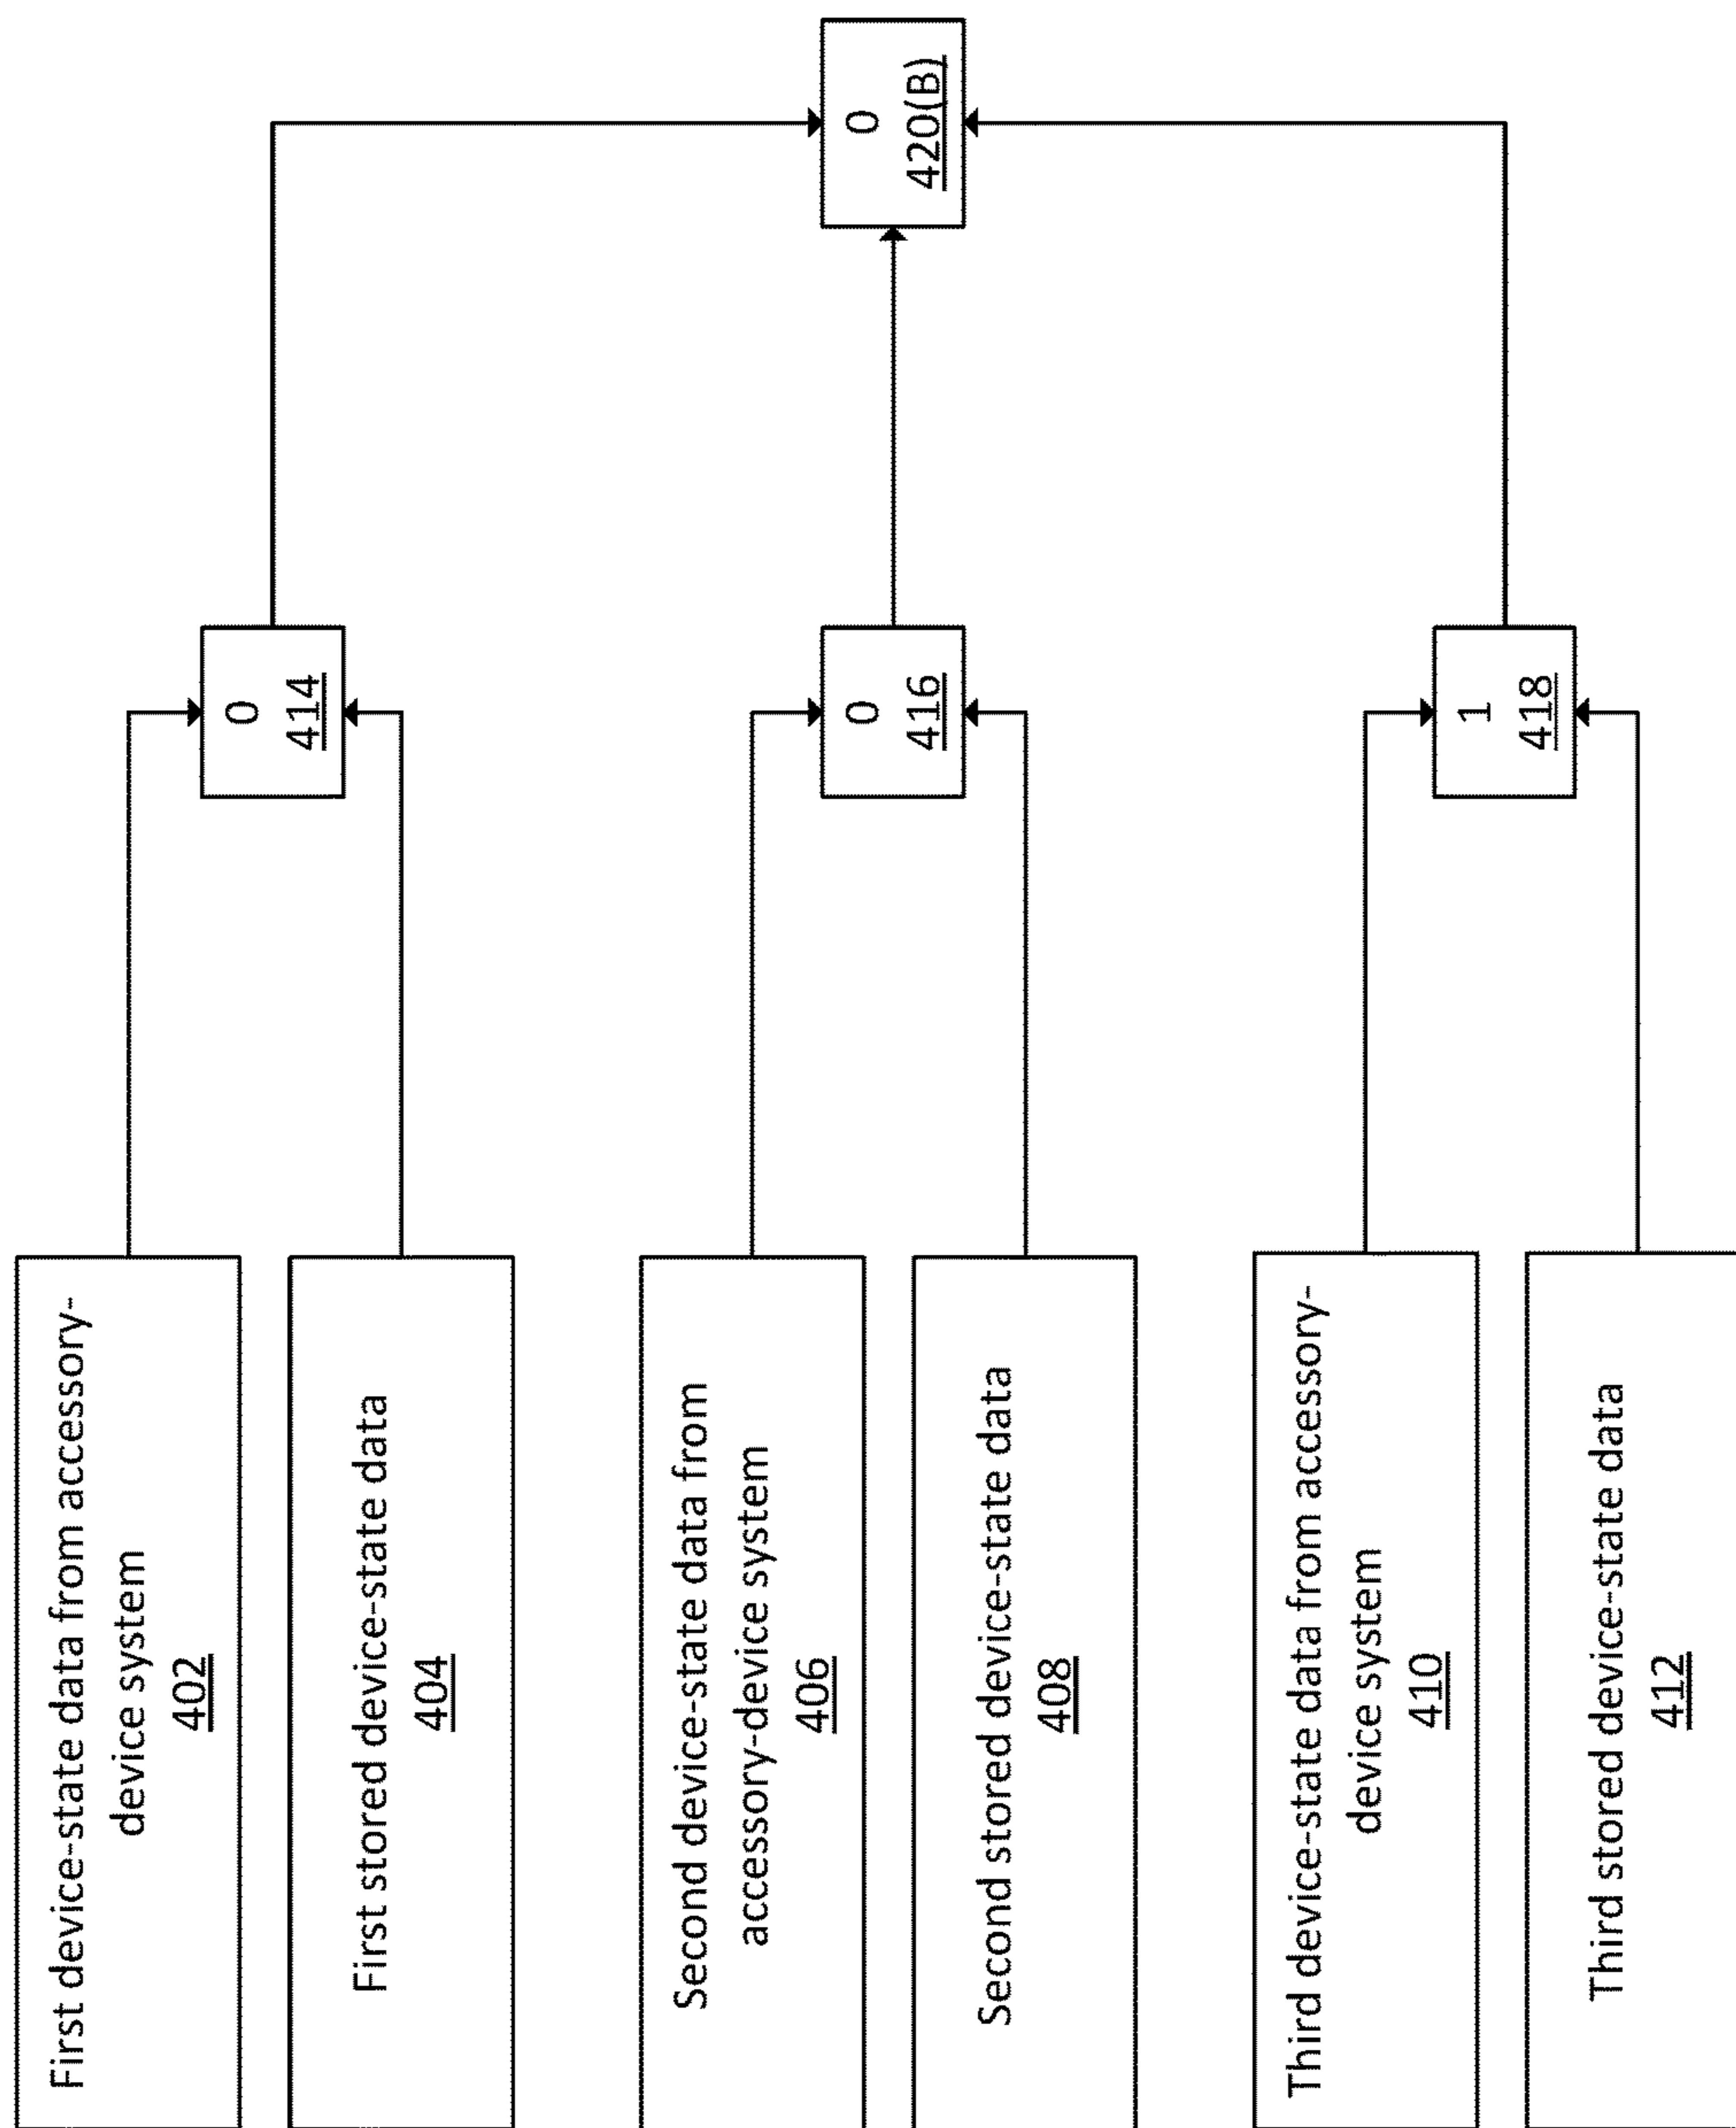 First device-state data from accessory-
device system
402
First stored device-state data
404
0
414
Second device-state data from
accessory-device system
406
Second stored device-state data
408
0
416
0
420(B)
Third device-state data from accessory-
device system
410
Third stored device-state data
412
1
418